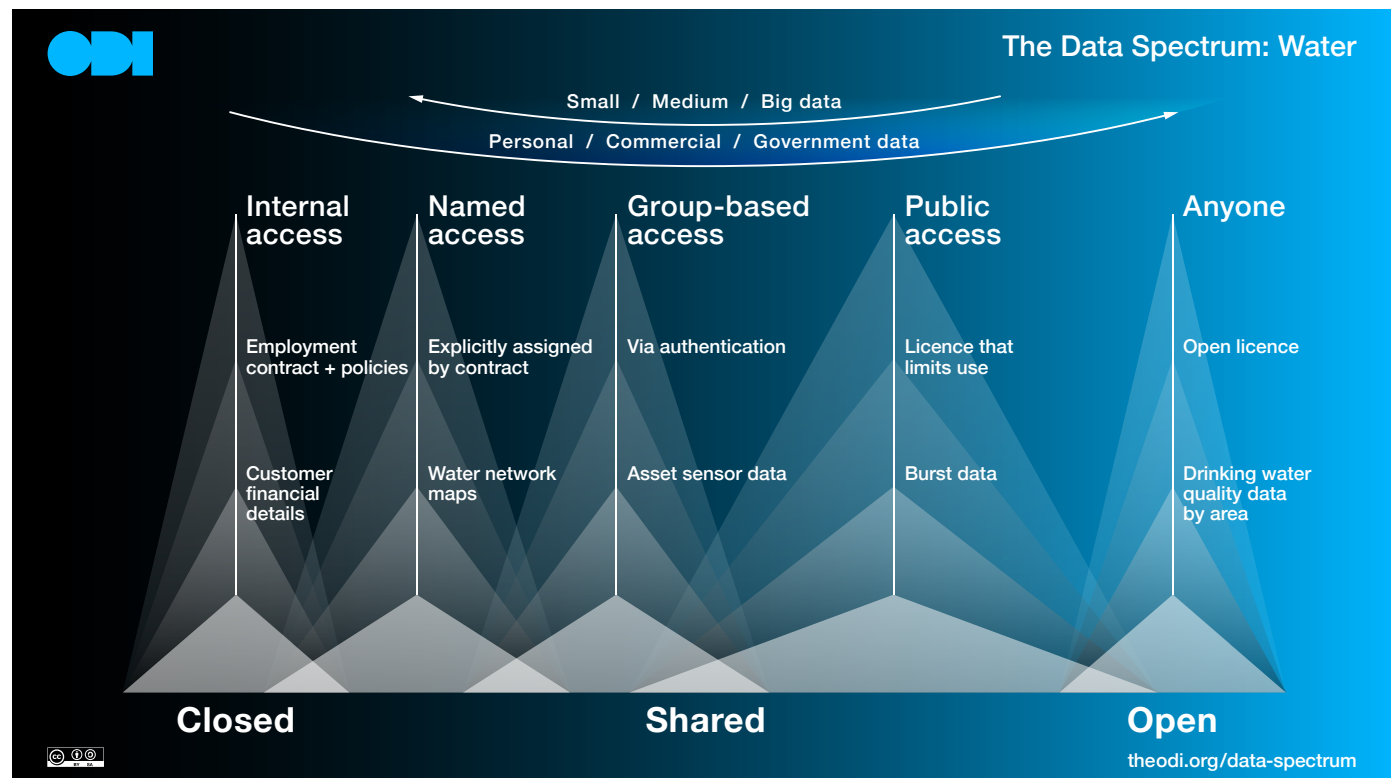 ODI
The Data Spectrum: Water
Small / Medium / Big data
Personal / Commercial / Government data
Internal
access
Named
access
Group-based
access
Public
access
Anyone
Employment
contract + policies
Explicitly assigned
by contract
Via authentication
Licence that
limits use
Open licence
Customer
financial
details
Water network
maps
Asset sensor data
Burst data
Drinking water
quality data
by area
Closed
Shared
Open
cc
BY SA
theodi.org/data-spectrum